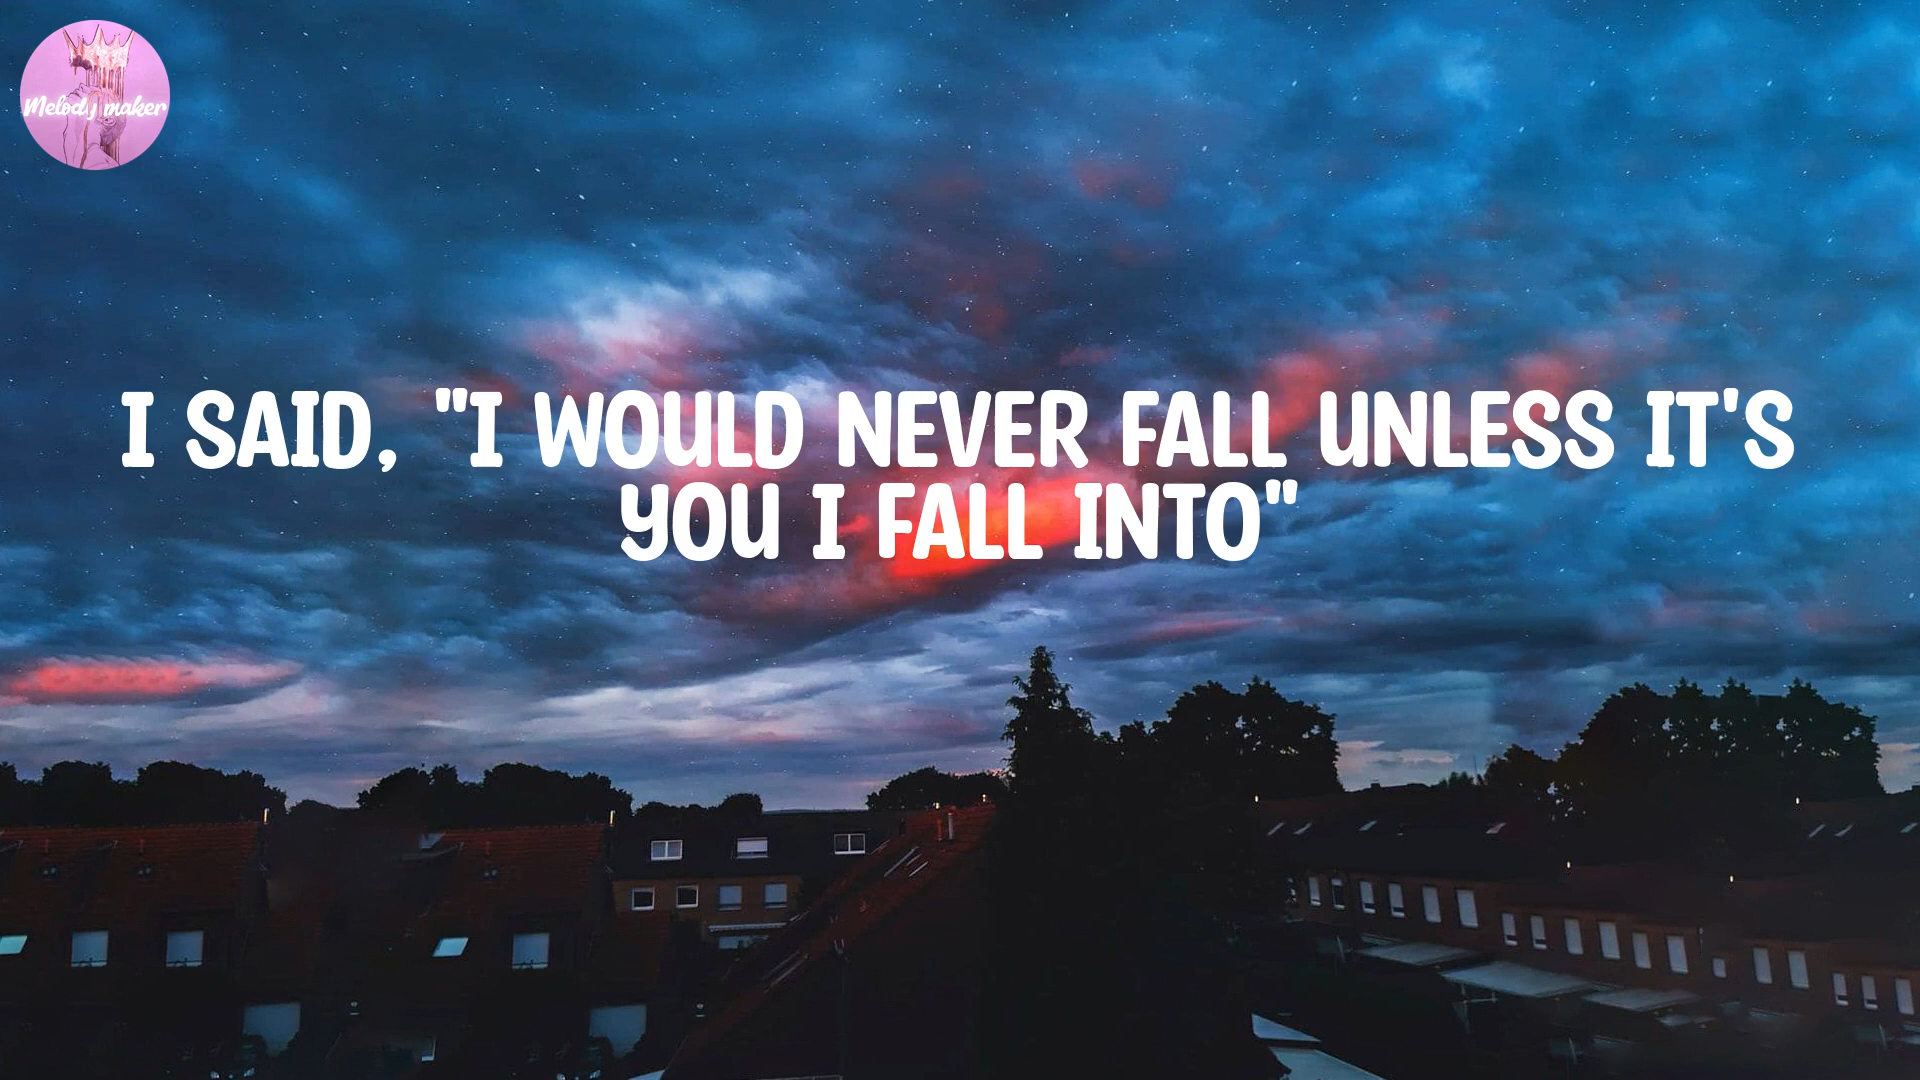 Melody maker
I SAID, "I WOULD NEVER FALL UNLESS IT'S
YOU I FALL INTO"